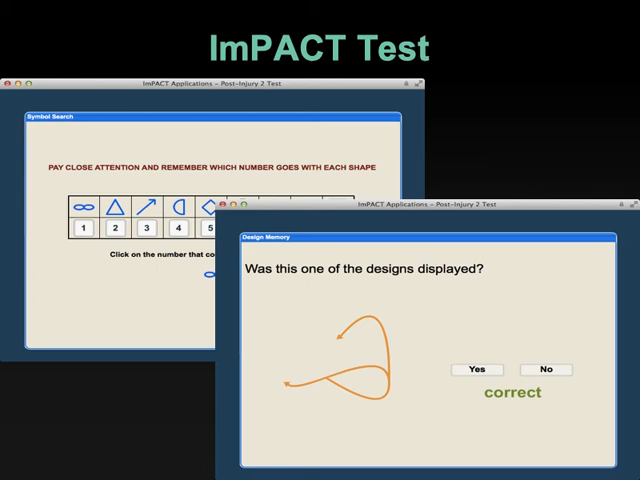 ImPACT Test
ImPACT Applications - Post-Injury 2 Test
Symbol Search
PAY CLOSE ATTENTION AND REMEMBER WHICH NUMBER GOES WITH EACH SHAPE
1 2 3 4 5
Click on the number that co
ImPACT Applications - Post-Injury 2 Test
Design Memory
Was this one of the designs displayed?
Yes No
correct